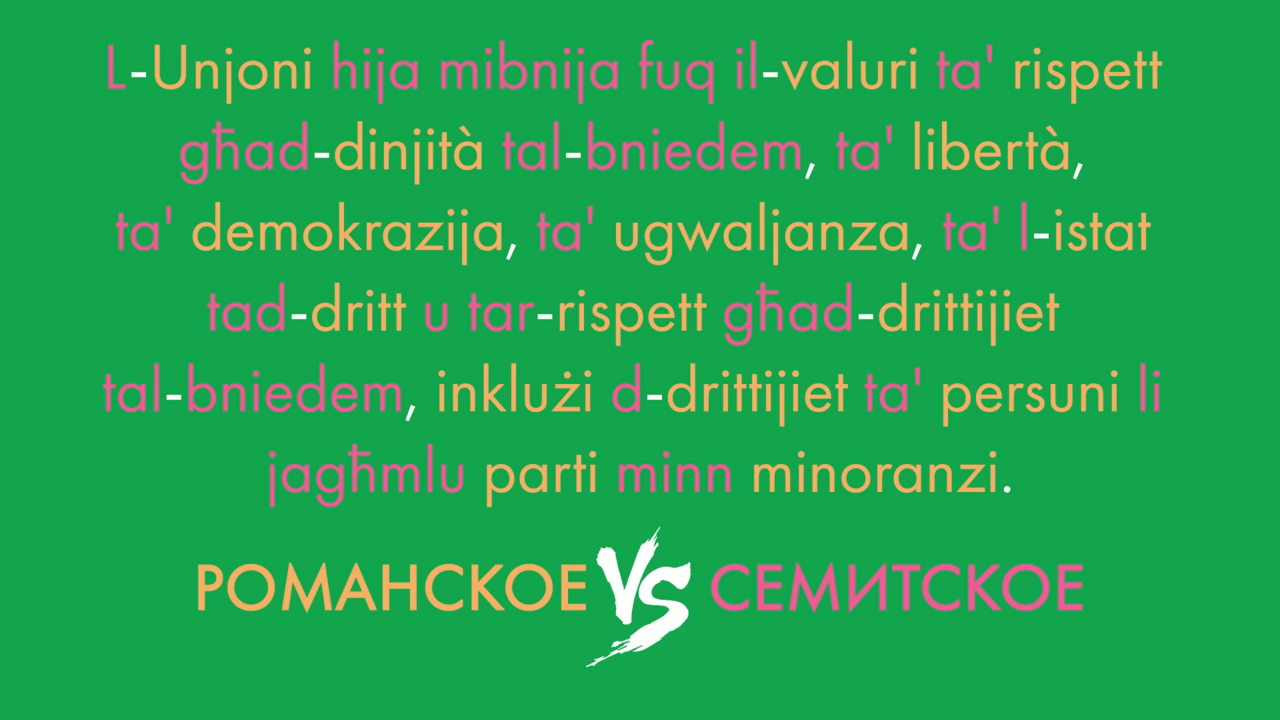 L-Unjoni hija mibnija fuq il-valuri ta' rispett
għad-dinjità tal-bniedem, ta' libertà,
ta' demokrazija, ta' ugwaljanza, ta' l-istat
tad-dritt u tar-rispett għad-drittijiet
tal-bniedem, inklużi d-drittijiet ta' persuni li
jagħmlu parti minn minoranzi.
РОМАНСКОЕ VS СЕМИТСКОЕ